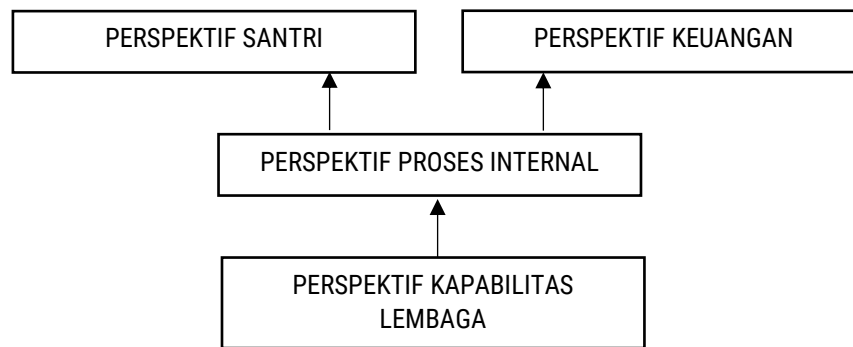 PERSPEKTIF SANTRI
PERSPEKTIF KEUANGAN
PERSPEKTIF PROSES INTERNAL
PERSPEKTIF KAPABILITAS
LEMBAGA